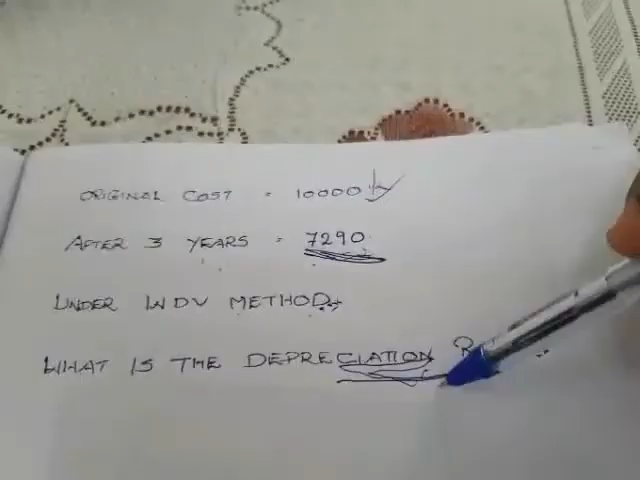 ORIGINAL COST = 10000/-
AFTER 3 YEARS = 7290
UNDER WDV METHOD
WHAT IS THE DEPRECIATION